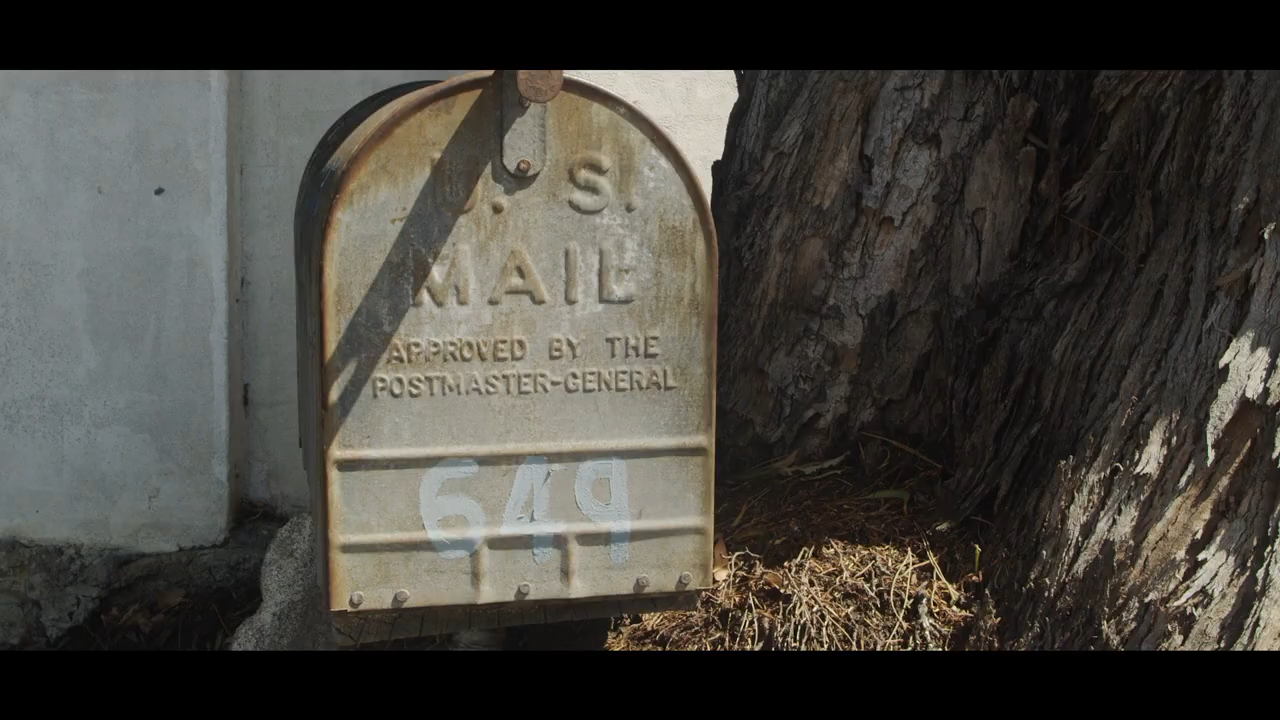 U. S.
MAIL
APPROVED BY THE
POSTMASTER-GENERAL
649